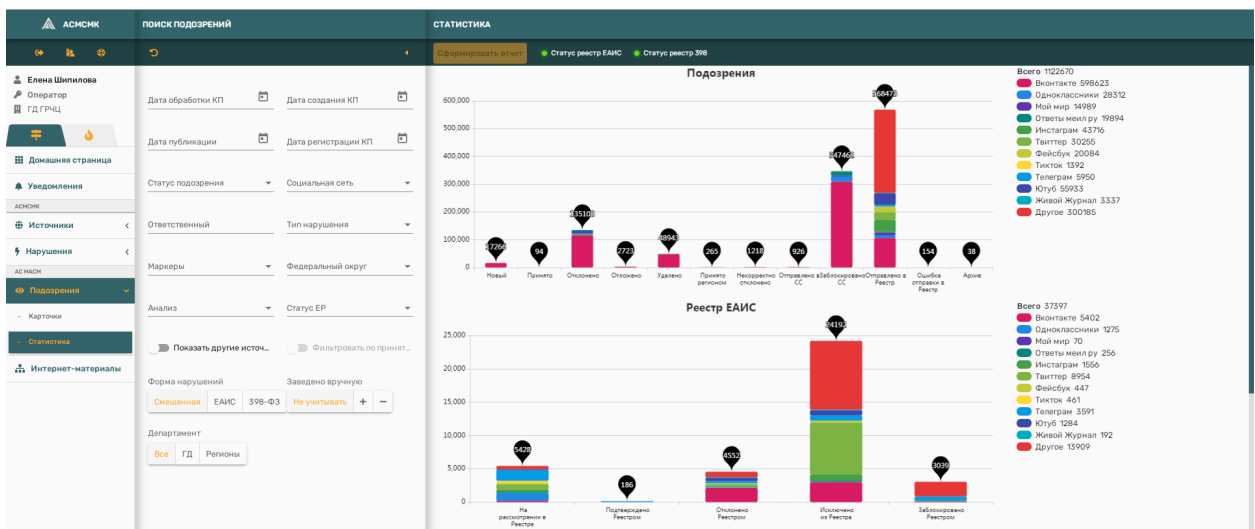 АСМСМК
ПОИСК ПОДОЗРЕНИЙ
СТАТИСТИКА
Сформировать отчет
Статус реестр ЕАИС
Статус реестр 398
Елена Шипилова
Оператор
ГД ГРЧЦ
Домашняя страница
Уведомления
АСМСМК
Источники
Нарушения
АС МАСМ
Подозрения
- Карточки
- Статистика
Интернет-материалы
Дата обработки КП
Дата создания КП
Дата публикации
Дата регистрации КП
Статус подозрения
Социальная сеть
Ответственный
Тип нарушения
Маркеры
Федеральный округ
Анализ
Статус ЕР
Показать другие источ...
Фильтровать по принят...
Форма нарушений
Заведено вручную
Смешанная ЕАИС 398-ФЗ
Не учитывать + −
Департамент
Все ГД Регионы
Подозрения
600,000
500,000
400,000
300,000
200,000
100,000
0
17266
94
135108
2723
48943
265
1218
926
347468
154
38
Новый
Принято
Отклонено
Отложено
Удалено
Принято регионом
Некорректно отклонено
Отправлено в СС
Заблокировано СС
Отправлено в Реестр
Ошибка отправки в Реестр
Архив
Всего 1122670
Вконтакте 598623
Одноклассники 28312
Мой мир 14989
Ответы меил ру 19894
Инстаграм 43716
Твиттер 30255
Фейсбук 20084
Тикток 1392
Телеграм 5950
Ютуб 55933
Живой Журнал 3337
Другое 300185
Реестр ЕАИС
25,000
20,000
15,000
10,000
5,000
0
5428
186
4552
24192
3039
На рассмотрении в Реестре
Подтверждено Реестром
Отклонено Реестром
Исключено из Реестра
Заблокировано Реестром
Всего 37397
Вконтакте 5402
Одноклассники 1275
Мой мир 70
Ответы меил ру 256
Инстаграм 1556
Твиттер 8954
Фейсбук 447
Тикток 461
Телеграм 3591
Ютуб 1284
Живой Журнал 192
Другое 13909